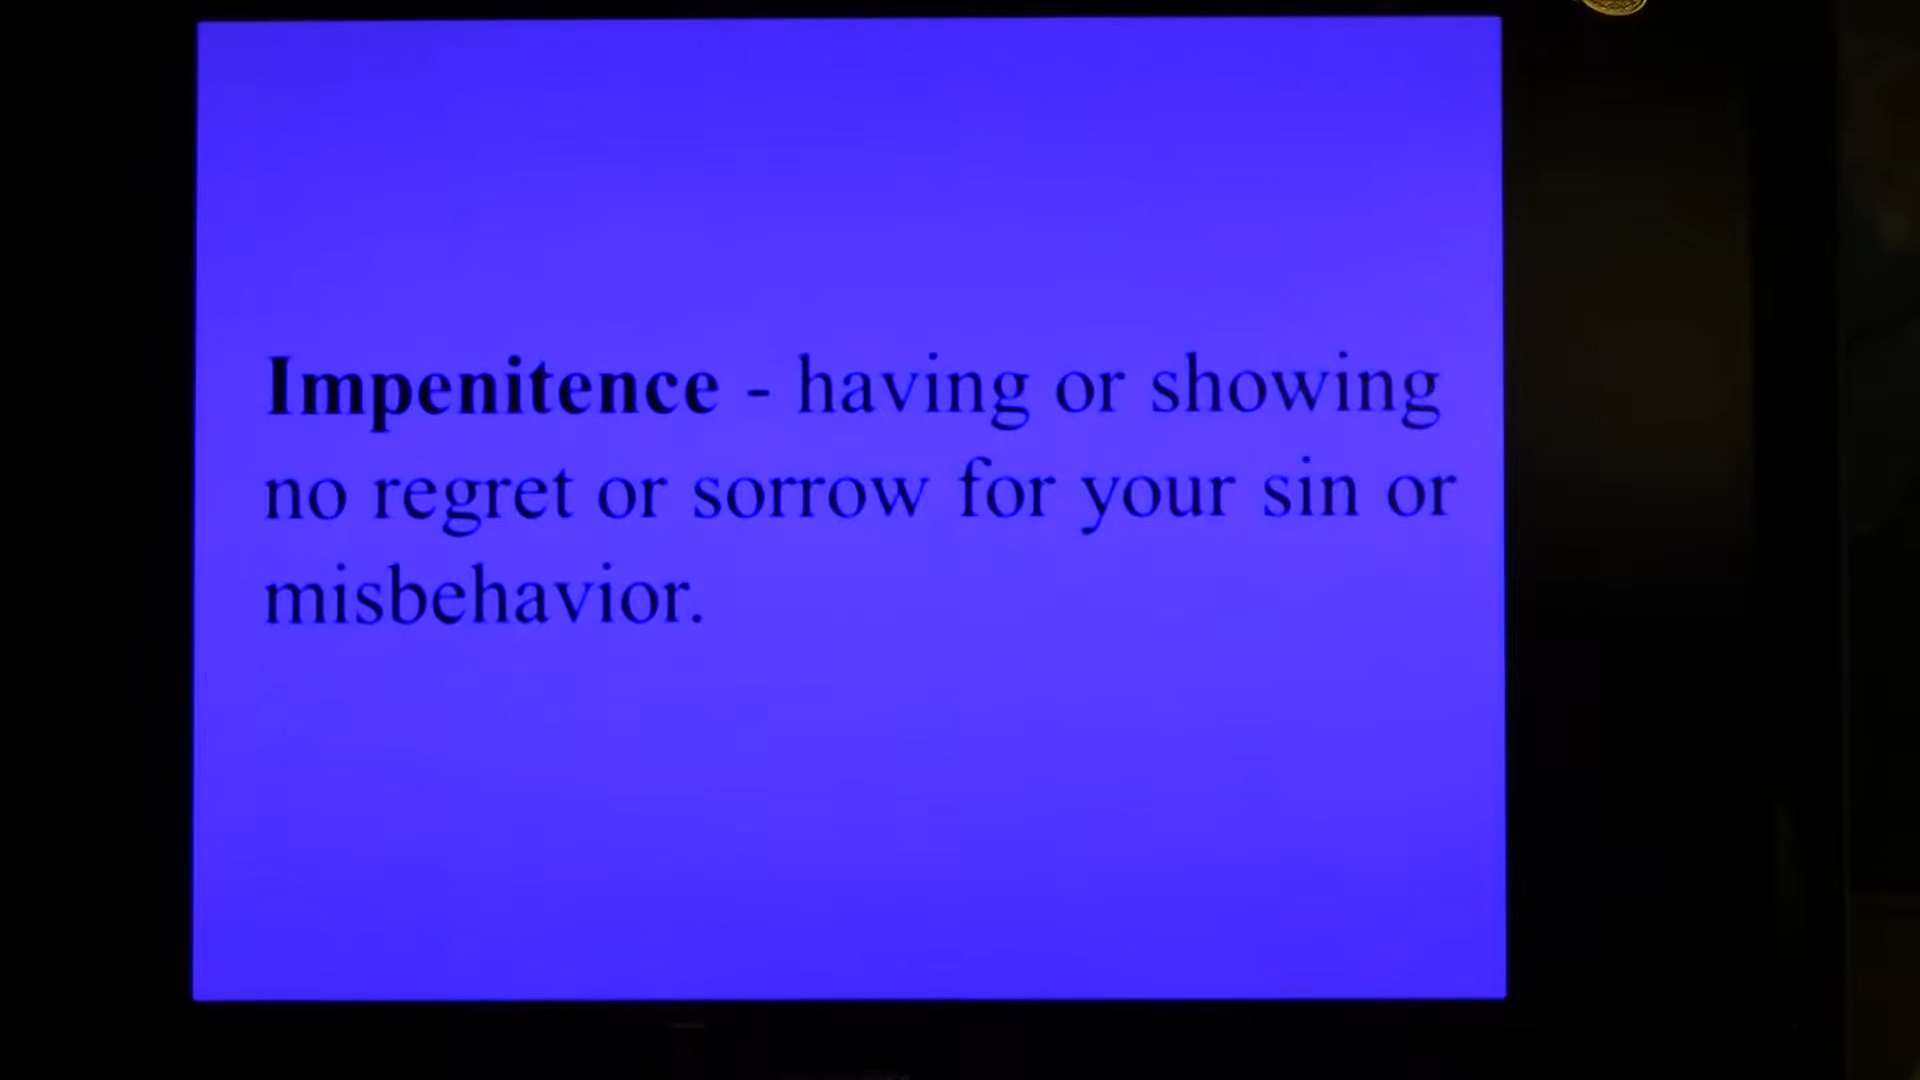 Impenitence - having or showing
no regret or sorrow for your sin or
misbehavior.